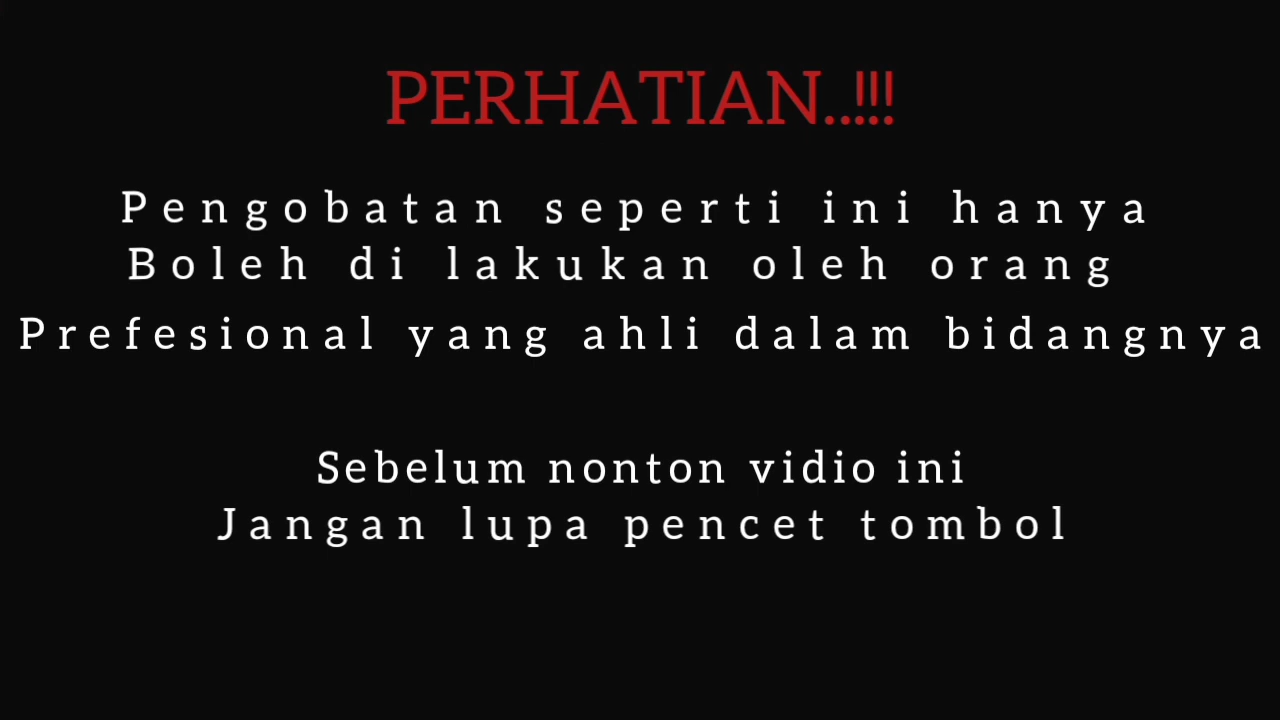 PERHATIAN..!!!
Pengobatan seperti ini hanya
Boleh di lakukan oleh orang
Prefesional yang ahli dalam bidangnya
Sebelum nonton vidio ini
Jangan lupa pencet tombol